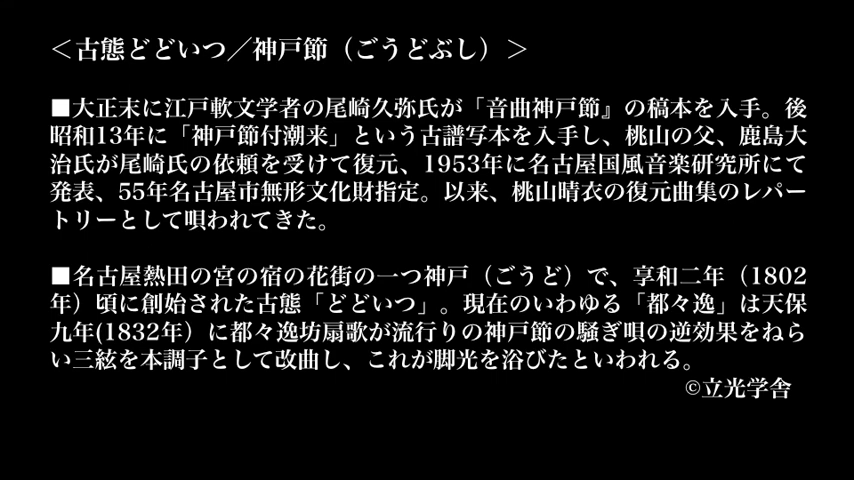 ＜古態どどいつ／神戸節（ごうどぶし）＞
■大正末に江戸軟文学者の尾崎久弥氏が「音曲神戸節』の稿本を入手。後
昭和13年に「神戸節付潮来」という古譜写本を入手し、桃山の父、鹿島大
治氏が尾崎氏の依頼を受けて復元、1953年に名古屋国風音楽研究所にて
発表、55年名古屋市無形文化財指定。以来、桃山晴衣の復元曲集のレパー
トリーとして唄われてきた。
■名古屋熱田の宮の宿の花街の一つ神戸（ごうど）で、享和二年（1802
年）頃に創始された古態「どどいつ」。現在のいわゆる「都々逸」は天保
九年(1832年）に都々逸坊扇歌が流行りの神戸節の騒ぎ唄の逆効果をねら
い三絃を本調子として改曲し、これが脚光を浴びたといわれる。
©立光学舎